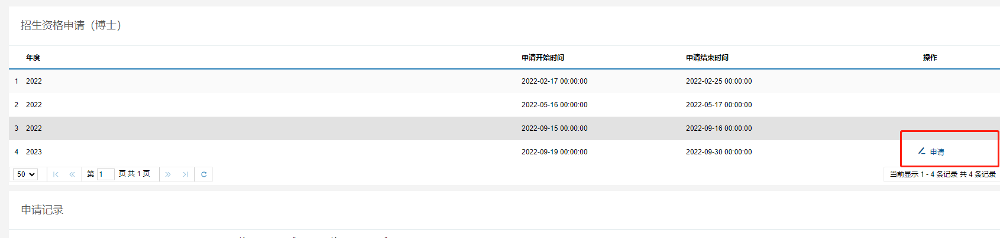 招生资格申请（博士）
年度 申请开始时间 申请结束时间 操作
1 2022 2022-02-17 00:00:00 2022-02-25 00:00:00
2 2022 2022-05-16 00:00:00 2022-05-17 00:00:00
3 2022 2022-09-15 00:00:00 2022-09-16 00:00:00
4 2023 2022-09-19 00:00:00 2022-09-30 00:00:00 申请
50 第 1 页 共 1 页 当前显示 1 - 4 条记录 共 4 条记录
申请记录